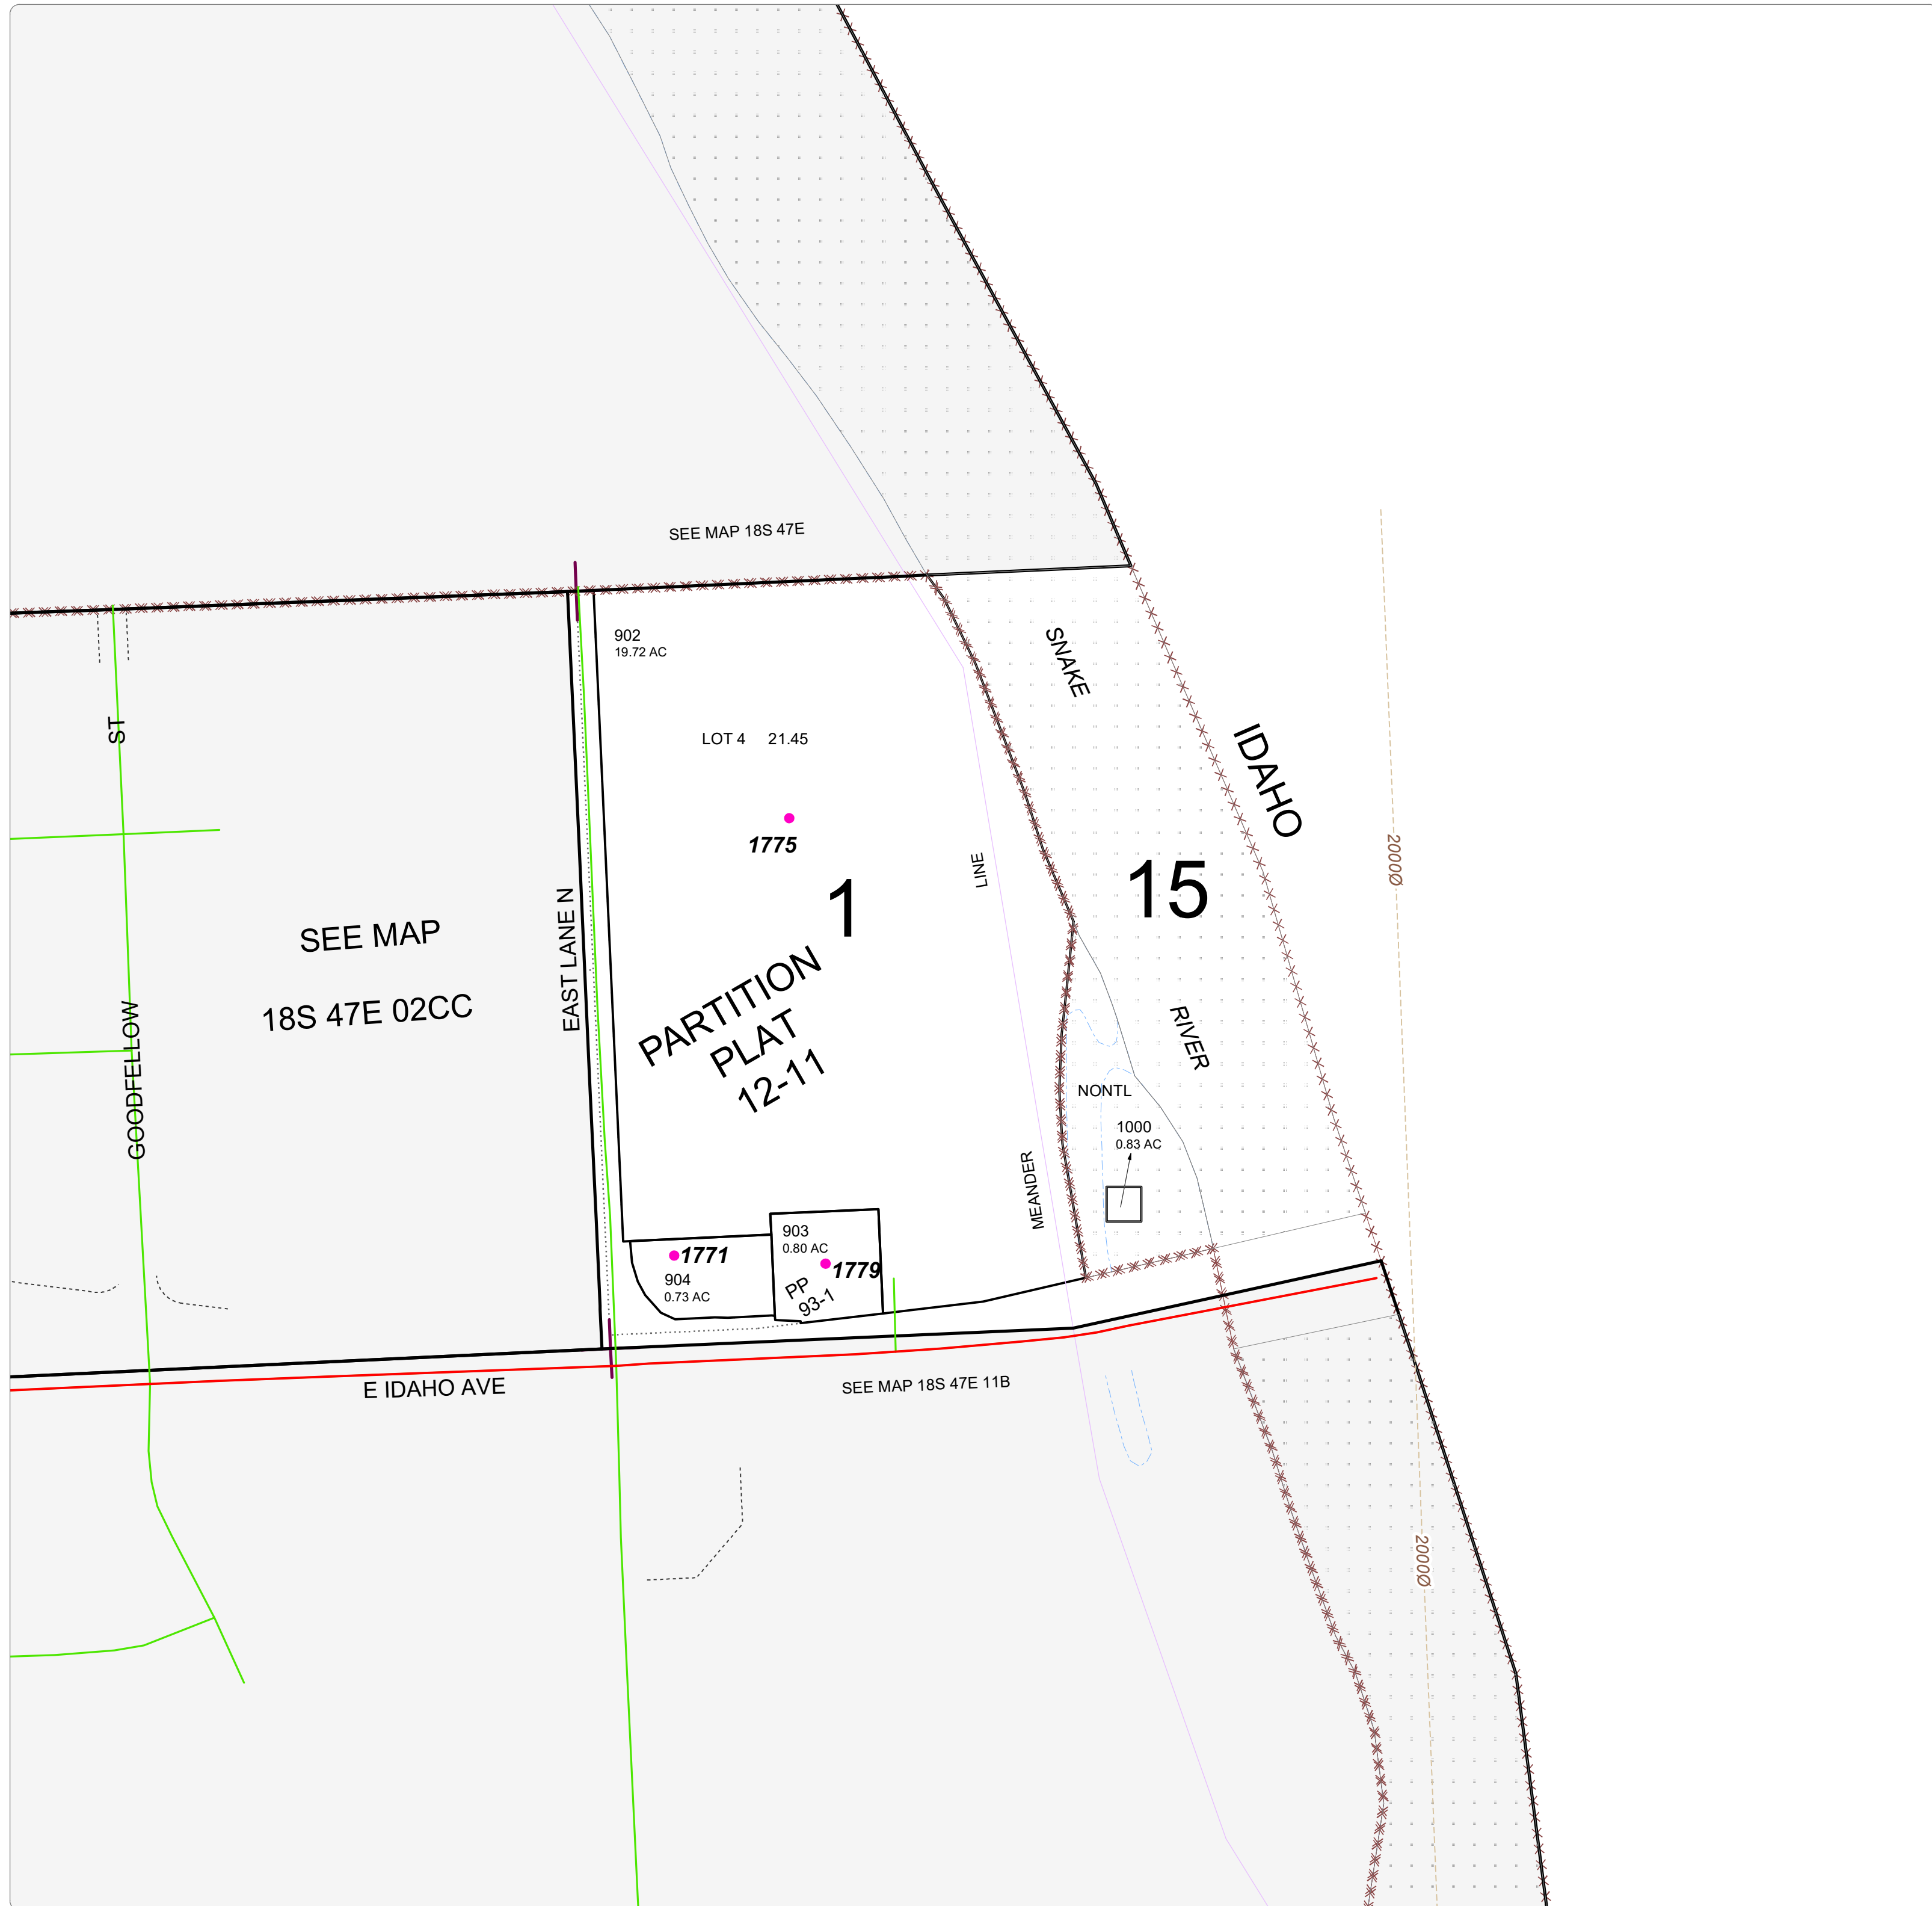 SEE MAP 18S 47E
902
19.72 AC
SNAKE
LOT 4 21.45
ST
IDAHO
1775
LINE
15
2000Ø
1
SEE MAP
18S 47E 02CC
EAST LANE N
PARTITION
PLAT
12-11
GOODFELLOW
RIVER
NONTL
1000
0.83 AC
MEANDER
903
0.80 AC
1771
1779
904
0.73 AC
PP
93-1
E IDAHO AVE
SEE MAP 18S 47E 11B
2000Ø